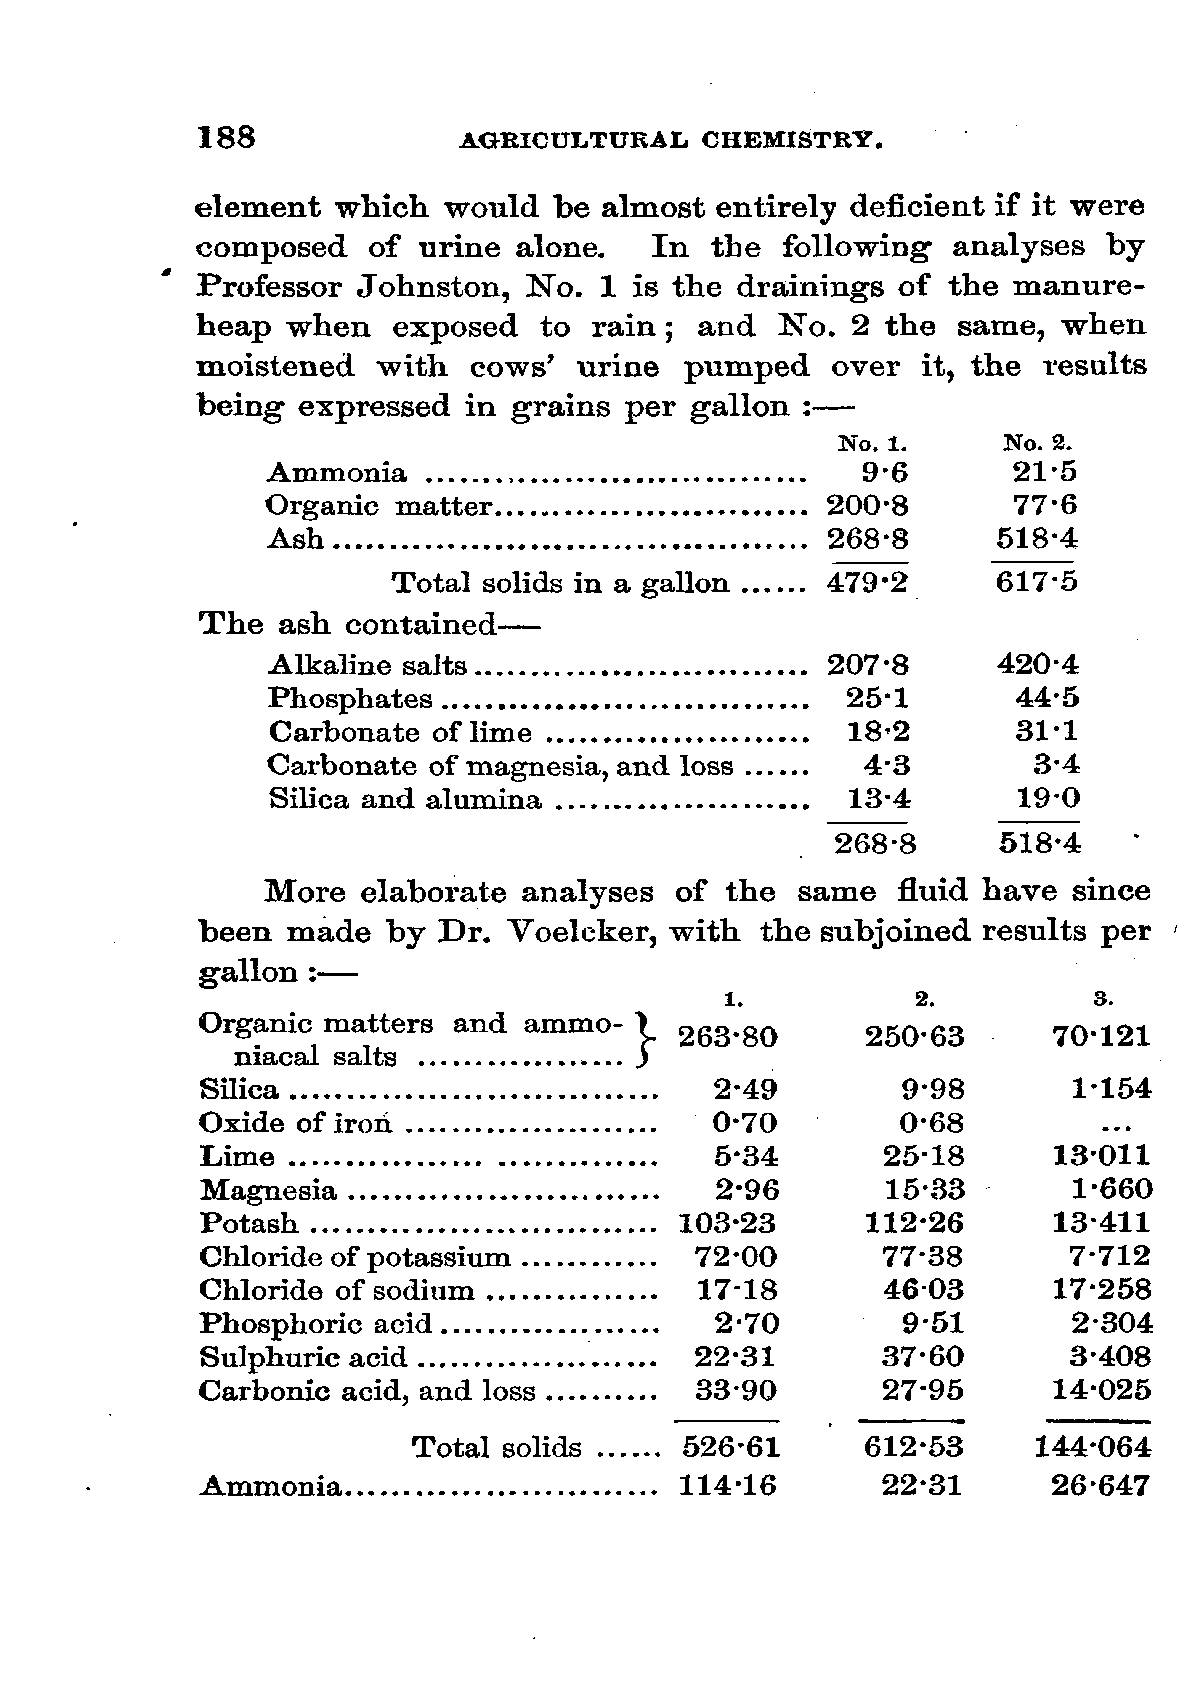 188 AGRICULTURAL CHEMISTRY.
element which would be almost entirely deficient if it were
composed of urine alone. In the following analyses by
Professor Johnston, No. 1 is the drainings of the manure-
heap when exposed to rain; and No. 2 the same, when
moistened with cows' urine pumped over it, the results
being expressed in grains per gallon :—
No. 1. No. 2.
Ammonia .................................. 9·6 21·5
Organic matter............................ 200·8 77·6
Ash .......................................... 268·8 518·4
Total solids in a gallon ...... 479·2 617·5
The ash contained—
Alkaline salts.............................. 207·8 420·4
Phosphates ................................ 25·1 44·5
Carbonate of lime ....................... 18·2 31·1
Carbonate of magnesia, and loss ...... 4·3 3·4
Silica and alumina ...................... 13·4 19·0
268·8 518·4
More elaborate analyses of the same fluid have since
been made by Dr. Voelcker, with the subjoined results per
gallon :—
1. 2. 3.
Organic matters and ammo-
niacal salts .................. } 263·80 250·63 70·121
Silica ................................ 2·49 9·98 1·154
Oxide of iron ...................... 0·70 0·68 ...
Lime ................. .............. 5·34 25·18 13·011
Magnesia ........................... 2·96 15·33 1·660
Potash .............................. 103·23 112·26 13·411
Chloride of potassium ............ 72·00 77·38 7·712
Chloride of sodium ............... 17·18 46·03 17·258
Phosphoric acid ................... 2·70 9·51 2·304
Sulphuric acid ..................... 22·31 37·60 3·408
Carbonic acid, and loss .......... 33·90 27·95 14·025
Total solids ...... 526·61 612·53 144·064
Ammonia........................... 114·16 22·31 26·647